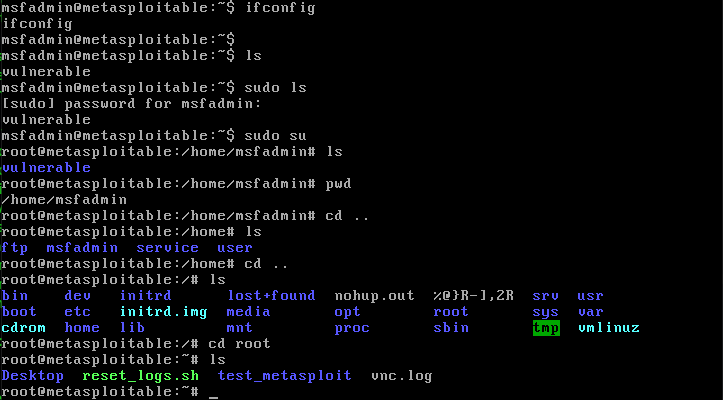 msfadmin@metasploitable:~$ ifconfig
ifconfig
msfadmin@metasploitable:~$
msfadmin@metasploitable:~$ ls
vulnerable
msfadmin@metasploitable:~$ sudo ls
[sudo] password for msfadmin:
vulnerable
msfadmin@metasploitable:~$ sudo su
root@metasploitable:/home/msfadmin# ls
vulnerable
root@metasploitable:/home/msfadmin# pwd
/home/msfadmin
root@metasploitable:/home/msfadmin# cd ..
root@metasploitable:/home# ls
ftp msfadmin service user
root@metasploitable:/home# cd ..
root@metasploitable:/# ls
bin dev initrd lost+found nohup.out %@}R-],2R srv usr
boot etc initrd.img media opt root sys var
cdrom home lib mnt proc sbin tmp vmlinuz
root@metasploitable:/# cd root
root@metasploitable:~# ls
Desktop reset_logs.sh test_metasploit vnc.log
root@metasploitable:~# _